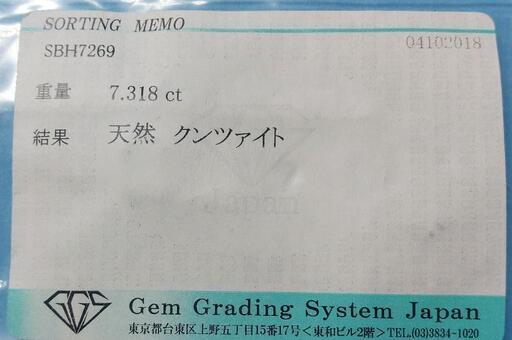 SORTING MEMO
SBH7269
04102018
重量 7.318 ct
結果 天然 クンツァイト
Japan
GGS
Gem Grading System Japan
東京都台東区上野五丁目15番17号<東和ビル2階>TEL.(03)3834-1020